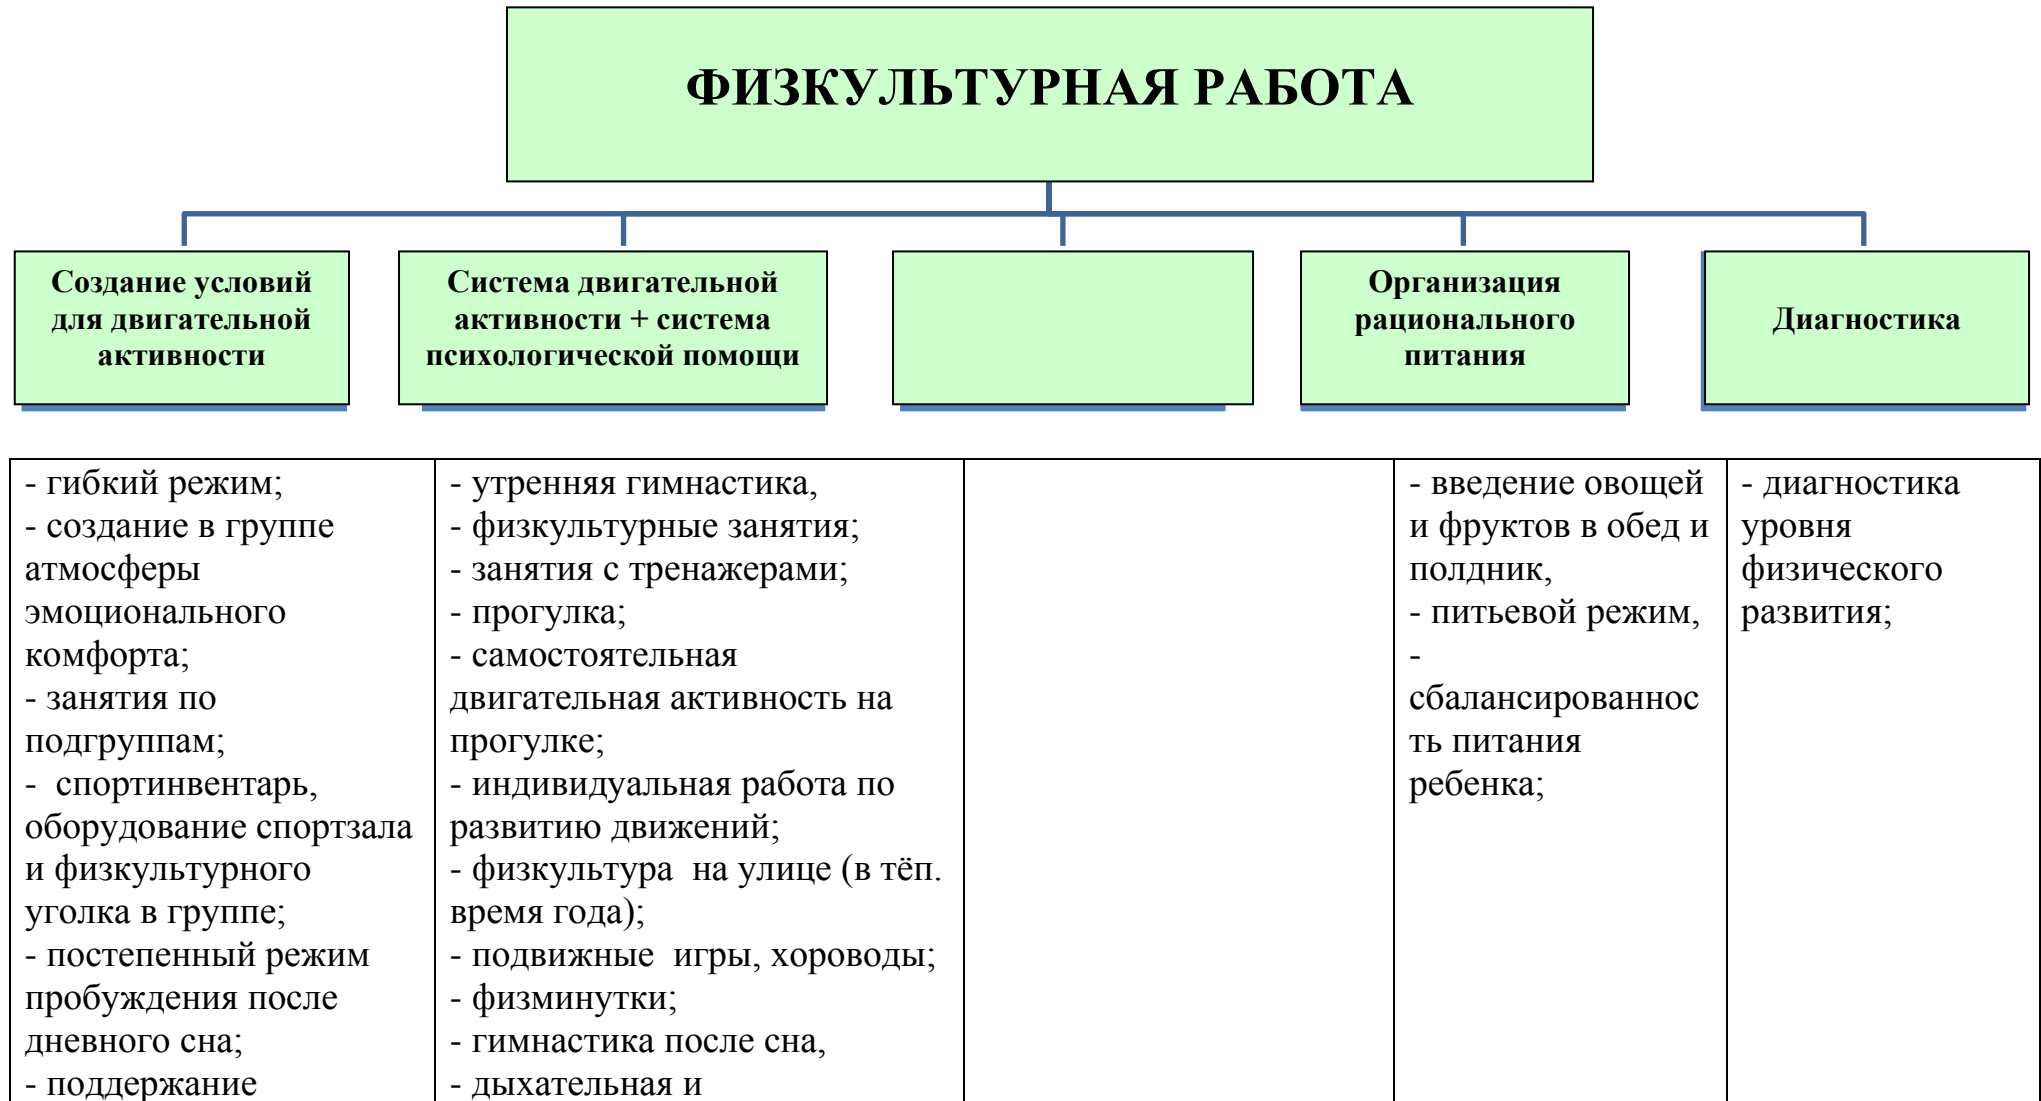 ФИЗКУЛЬТУРНАЯ РАБОТА
Создание условий
для двигательной
активности
Система двигательной
активности + система
психологической помощи
Организация
рационального
питания
Диагностика
- гибкий режим;
- создание в группе
атмосферы
эмоционального
комфорта;
- занятия по
подгруппам;
- спортинвентарь,
оборудование спортзала
и физкультурного
уголка в группе;
- постепенный режим
пробуждения после
дневного сна;
- поддержание
- утренняя гимнастика,
- физкультурные занятия;
- занятия с тренажерами;
- прогулка;
- самостоятельная
двигательная активность на
прогулке;
- индивидуальная работа по
развитию движений;
- физкультура на улице (в тёп.
время года);
- подвижные игры, хороводы;
- физминутки;
- гимнастика после сна,
- дыхательная и
- введение овощей
и фруктов в обед и
полдник,
- питьевой режим,
-
сбалансированнос
ть питания
ребенка;
- диагностика
уровня
физического
развития;